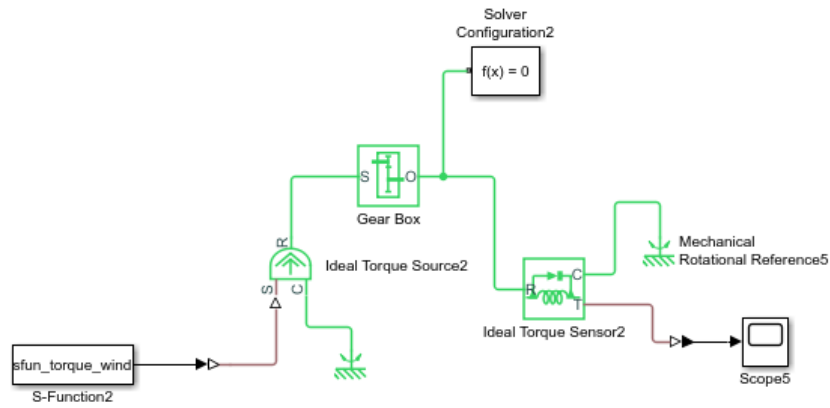 Solver
Configuration2
f(x) = 0
S
O
Gear Box
R
Ideal Torque Source2
S
C
Mechanical
Rotational Reference5
C
R
T
Ideal Torque Sensor2
sfun_torque_wind
S-Function2
Scope5